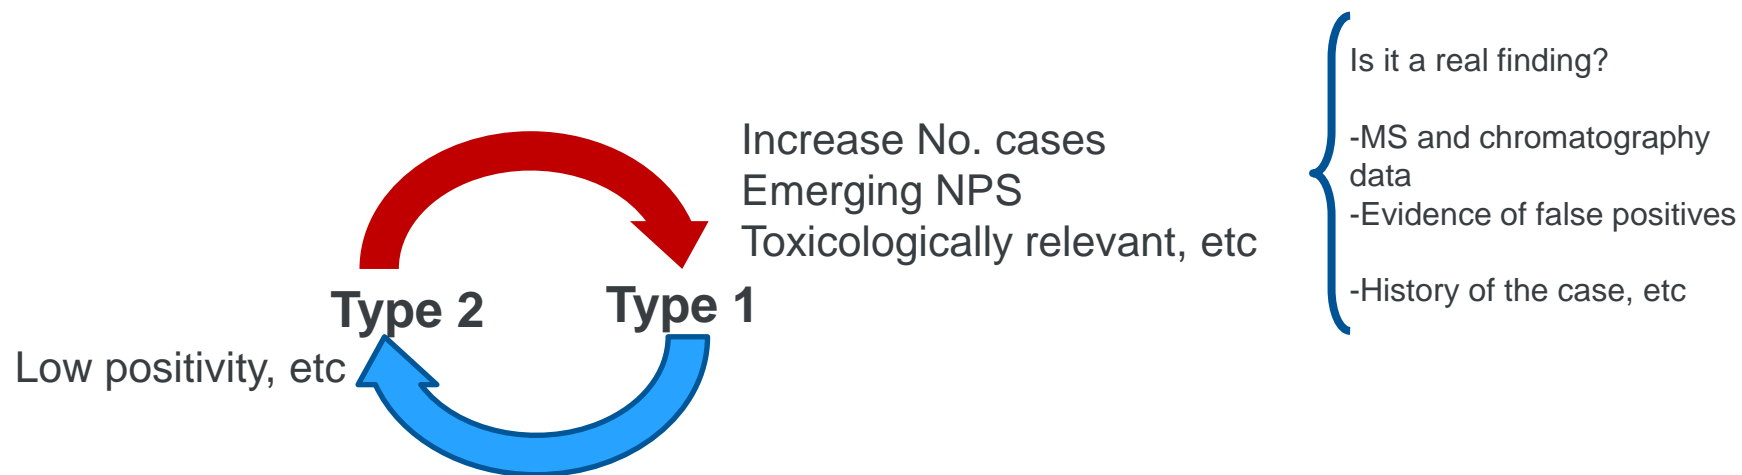 Type 2
Type 1
Low positivity, etc
Increase No. cases
Emerging NPS
Toxicologically relevant, etc
Is it a real finding?
-MS and chromatography
data
-Evidence of false positives
-History of the case, etc